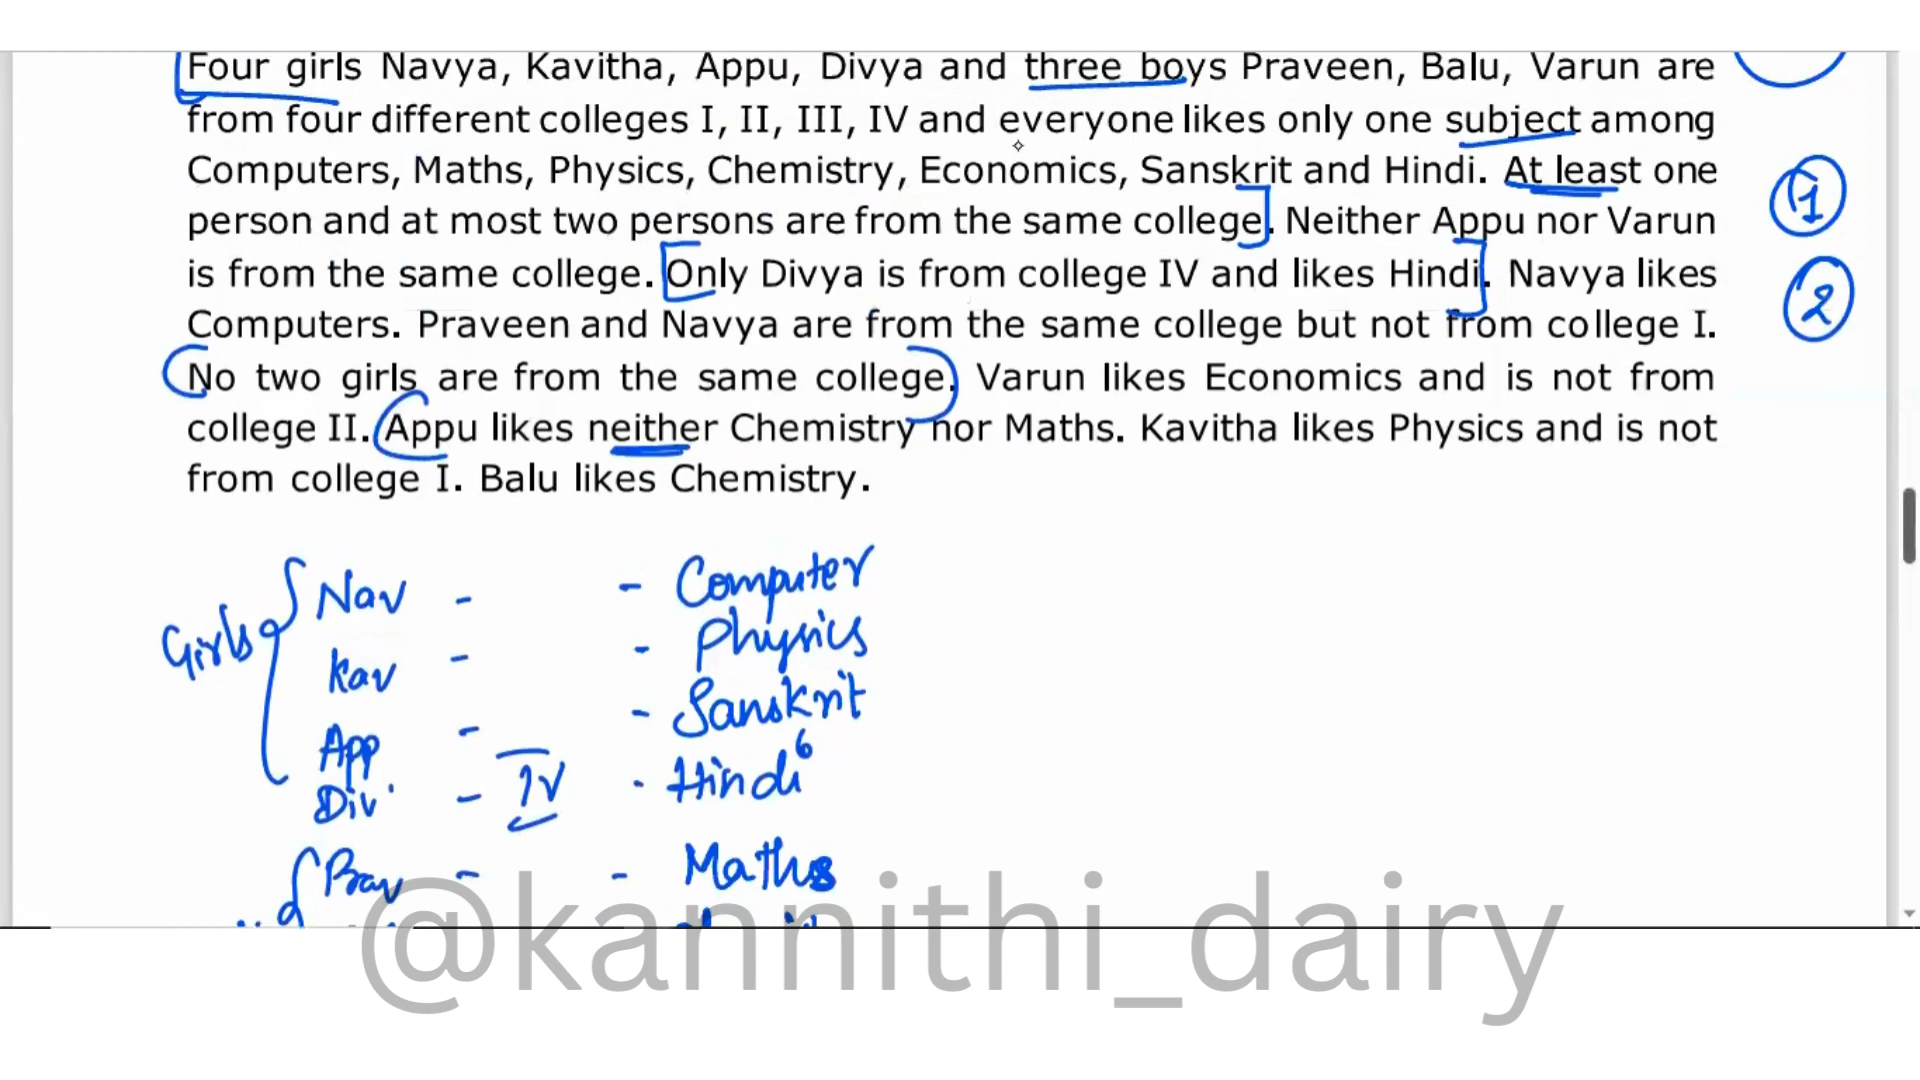 Four girls Navya, Kavitha, Appu, Divya and three boys Praveen, Balu, Varun are
from four different colleges I, II, III, IV and everyone likes only one subject among
Computers, Maths, Physics, Chemistry, Economics, Sanskrit and Hindi. At least one
person and at most two persons are from the same college. Neither Appu nor Varun
is from the same college. Only Divya is from college IV and likes Hindi. Navya likes
Computers. Praveen and Navya are from the same college but not from college I.
No two girls are from the same college. Varun likes Economics and is not from
college II. Appu likes neither Chemistry nor Maths. Kavitha likes Physics and is not
from college I. Balu likes Chemistry.
1
2
Girls
Nav - - Computer
Kav - - Physics
App - - Sanskrit
Div - IV - Hindi
- - Maths
@kannithi_dairy